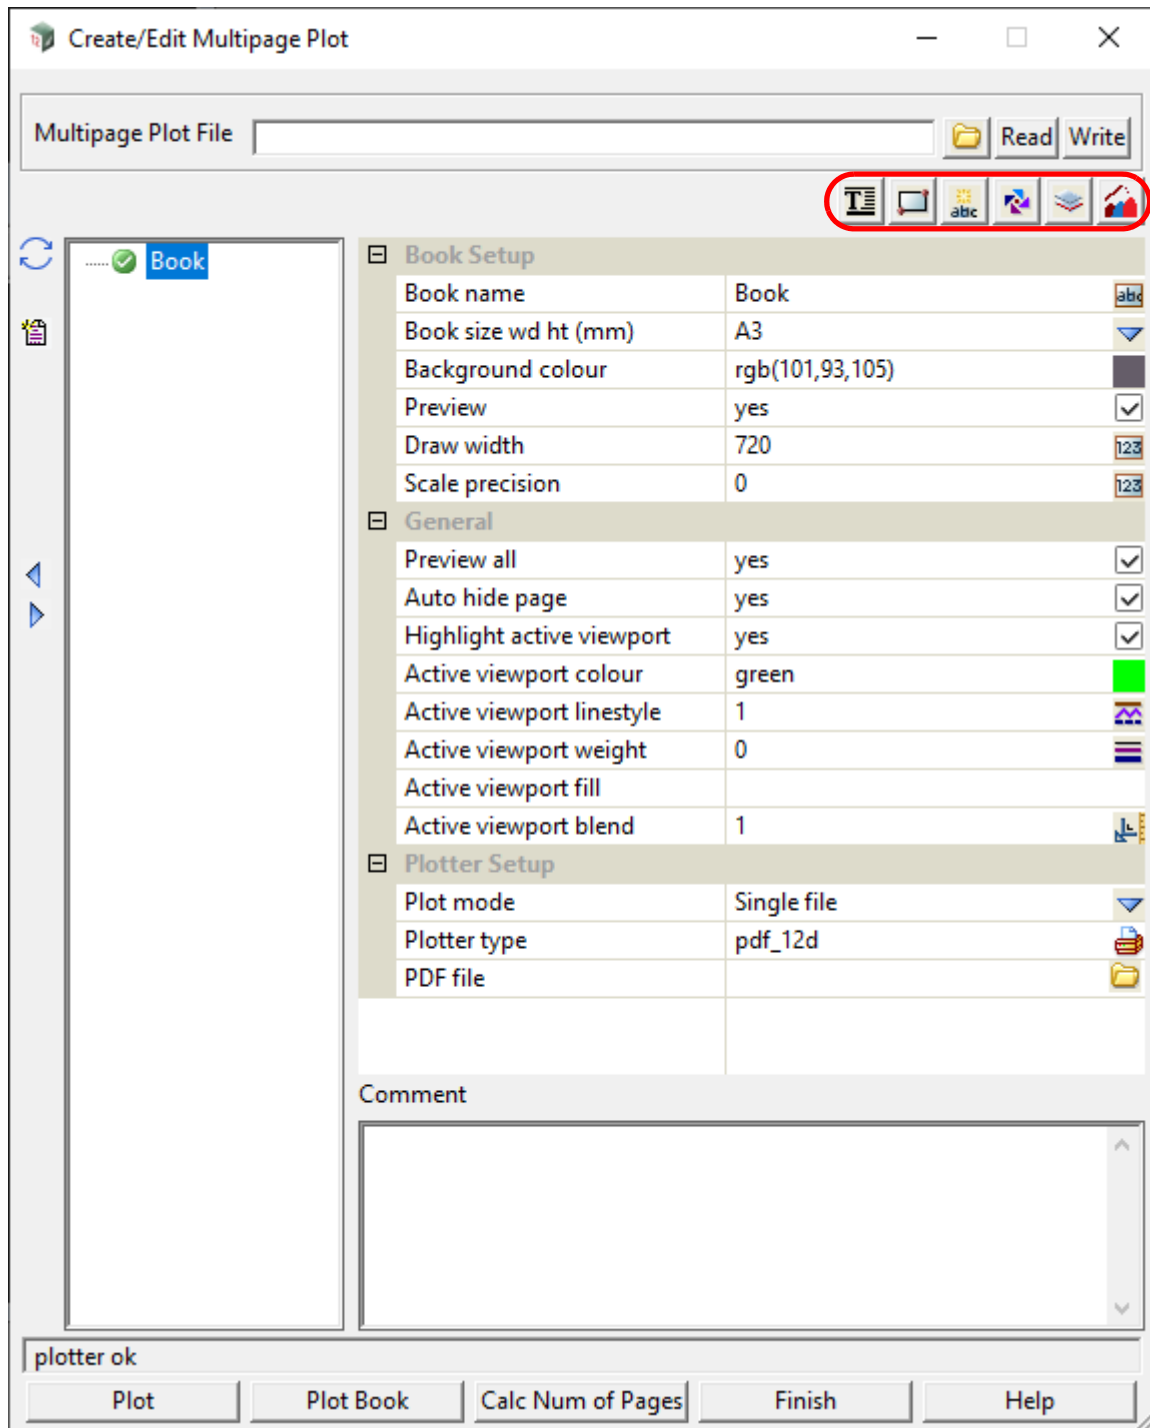 Create/Edit Multipage Plot
Multipage Plot File Read Write
T abc
Book
Book Setup
Book name Book abc
Book size wd ht (mm) A3
Background colour rgb(101,93,105)
Preview yes
Draw width 720 123
Scale precision 0 123
General
Preview all yes
Auto hide page yes
Highlight active viewport yes
Active viewport colour green
Active viewport linestyle 1
Active viewport weight 0
Active viewport fill
Active viewport blend 1
Plotter Setup
Plot mode Single file
Plotter type pdf_12d
PDF file
Comment
plotter ok
Plot Plot Book Calc Num of Pages Finish Help